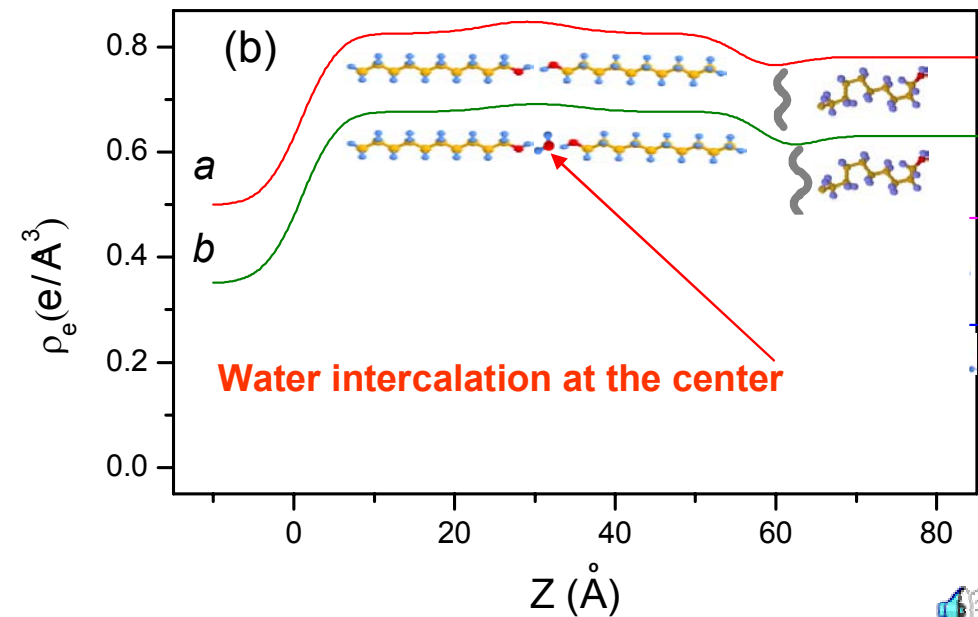 (b)
0.8
0.6
0.4
0.2
0.0
ρe(e/Å3)
a
b
Water intercalation at the center
0
20
40
60
80
Z (Å)